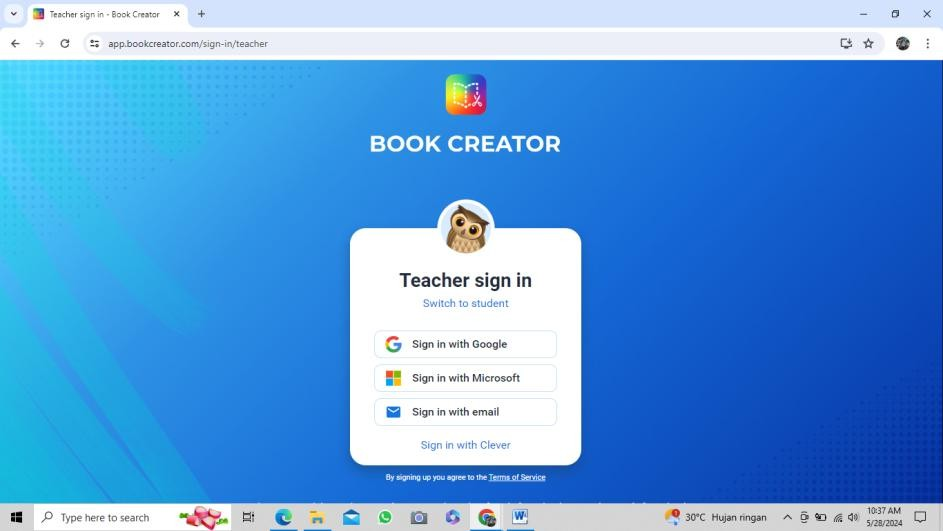 Teacher sign in - Book Creator
app.bookcreator.com/sign-in/teacher
BOOK CREATOR
Teacher sign in
Switch to student
Sign in with Google
Sign in with Microsoft
Sign in with email
Sign in with Clever
By signing up you agree to the Terms of Service
Type here to search
30°C Hujan ringan
10:37 AM
5/28/2024